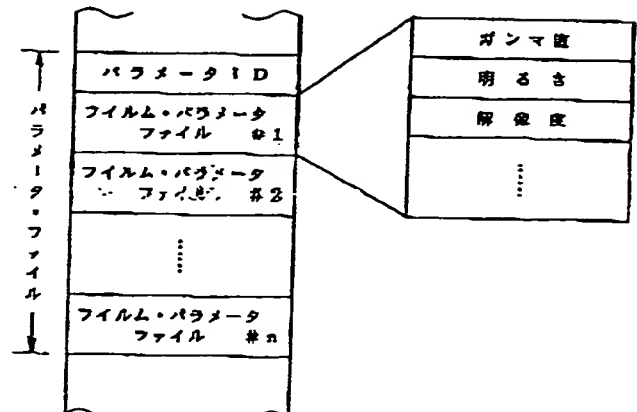 パラメータ・ファイル
パラメータID
フィルム・パラメータ
ファイル #1
フィルム・パラメータ
ファイル #2
フィルム・パラメータ
ファイル #n
ガンマ値
明るさ
解像度